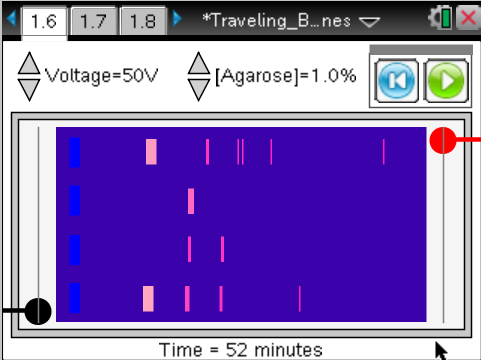 1.6 1.7 1.8 *Traveling_B…nes
Voltage=50V [Agarose]=1.0%
Time = 52 minutes